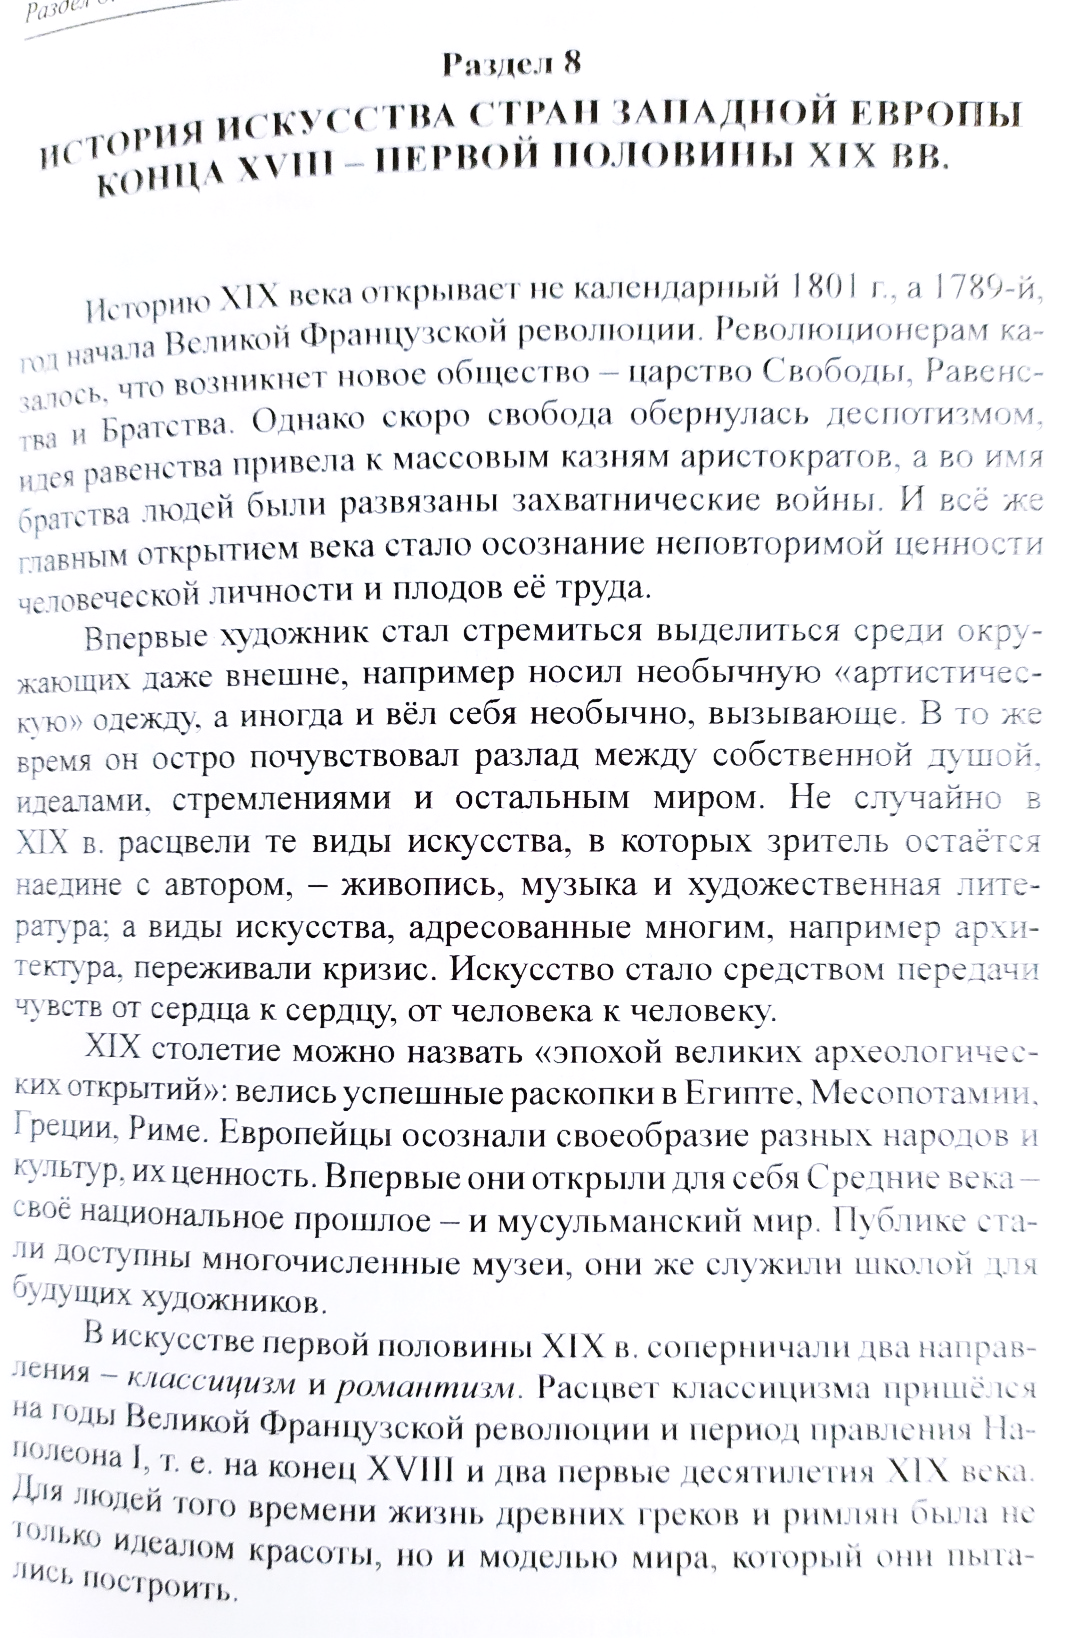 Раздел
Раздел 8
ИСТОРИЯ ИСКУССТВА СТРАН ЗАПАДНОЙ ЕВРОПЫ
КОНЦА XVIII – ПЕРВОЙ ПОЛОВИНЫ XIX ВВ.
Историю XIX века открывает не календарный 1801 г., а 1789-й,
год начала Великой Французской революции. Революционерам ка-
залось, что возникнет новое общество – царство Свободы, Равенс-
тва и Братства. Однако скоро свобода обернулась деспотизмом,
идея равенства привела к массовым казням аристократов, а во имя
братства людей были развязаны захватнические войны. И всё же
главным открытием века стало осознание неповторимой ценности
человеческой личности и плодов её труда.
Впервые художник стал стремиться выделиться среди окру-
жающих даже внешне, например носил необычную «артистичес-
кую» одежду, а иногда и вёл себя необычно, вызывающе. В то же
время он остро почувствовал разлад между собственной душой,
идеалами, стремлениями и остальным миром. Не случайно в
XIX в. расцвели те виды искусства, в которых зритель остаётся
наедине с автором, – живопись, музыка и художественная лите-
ратура; а виды искусства, адресованные многим, например архи-
тектура, переживали кризис. Искусство стало средством передачи
чувств от сердца к сердцу, от человека к человеку.
XIX столетие можно назвать «эпохой великих археологичес-
ких открытий»: велись успешные раскопки в Египте, Месопотамии,
Греции, Риме. Европейцы осознали своеобразие разных народов и
культур, их ценность. Впервые они открыли для себя Средние века –
своё национальное прошлое – и мусульманский мир. Публике ста-
ли доступны многочисленные музеи, они же служили школой для
будущих художников.
В искусстве первой половины XIX в. соперничали два направ-
ления – классицизм и романтизм. Расцвет классицизма пришёлся
на годы Великой Французской революции и период правления На-
полеона I, т. е. на конец XVIII и два первые десятилетия XIX века.
Для людей того времени жизнь древних греков и римлян была не
только идеалом красоты, но и моделью мира, который они пыта-
лись построить.